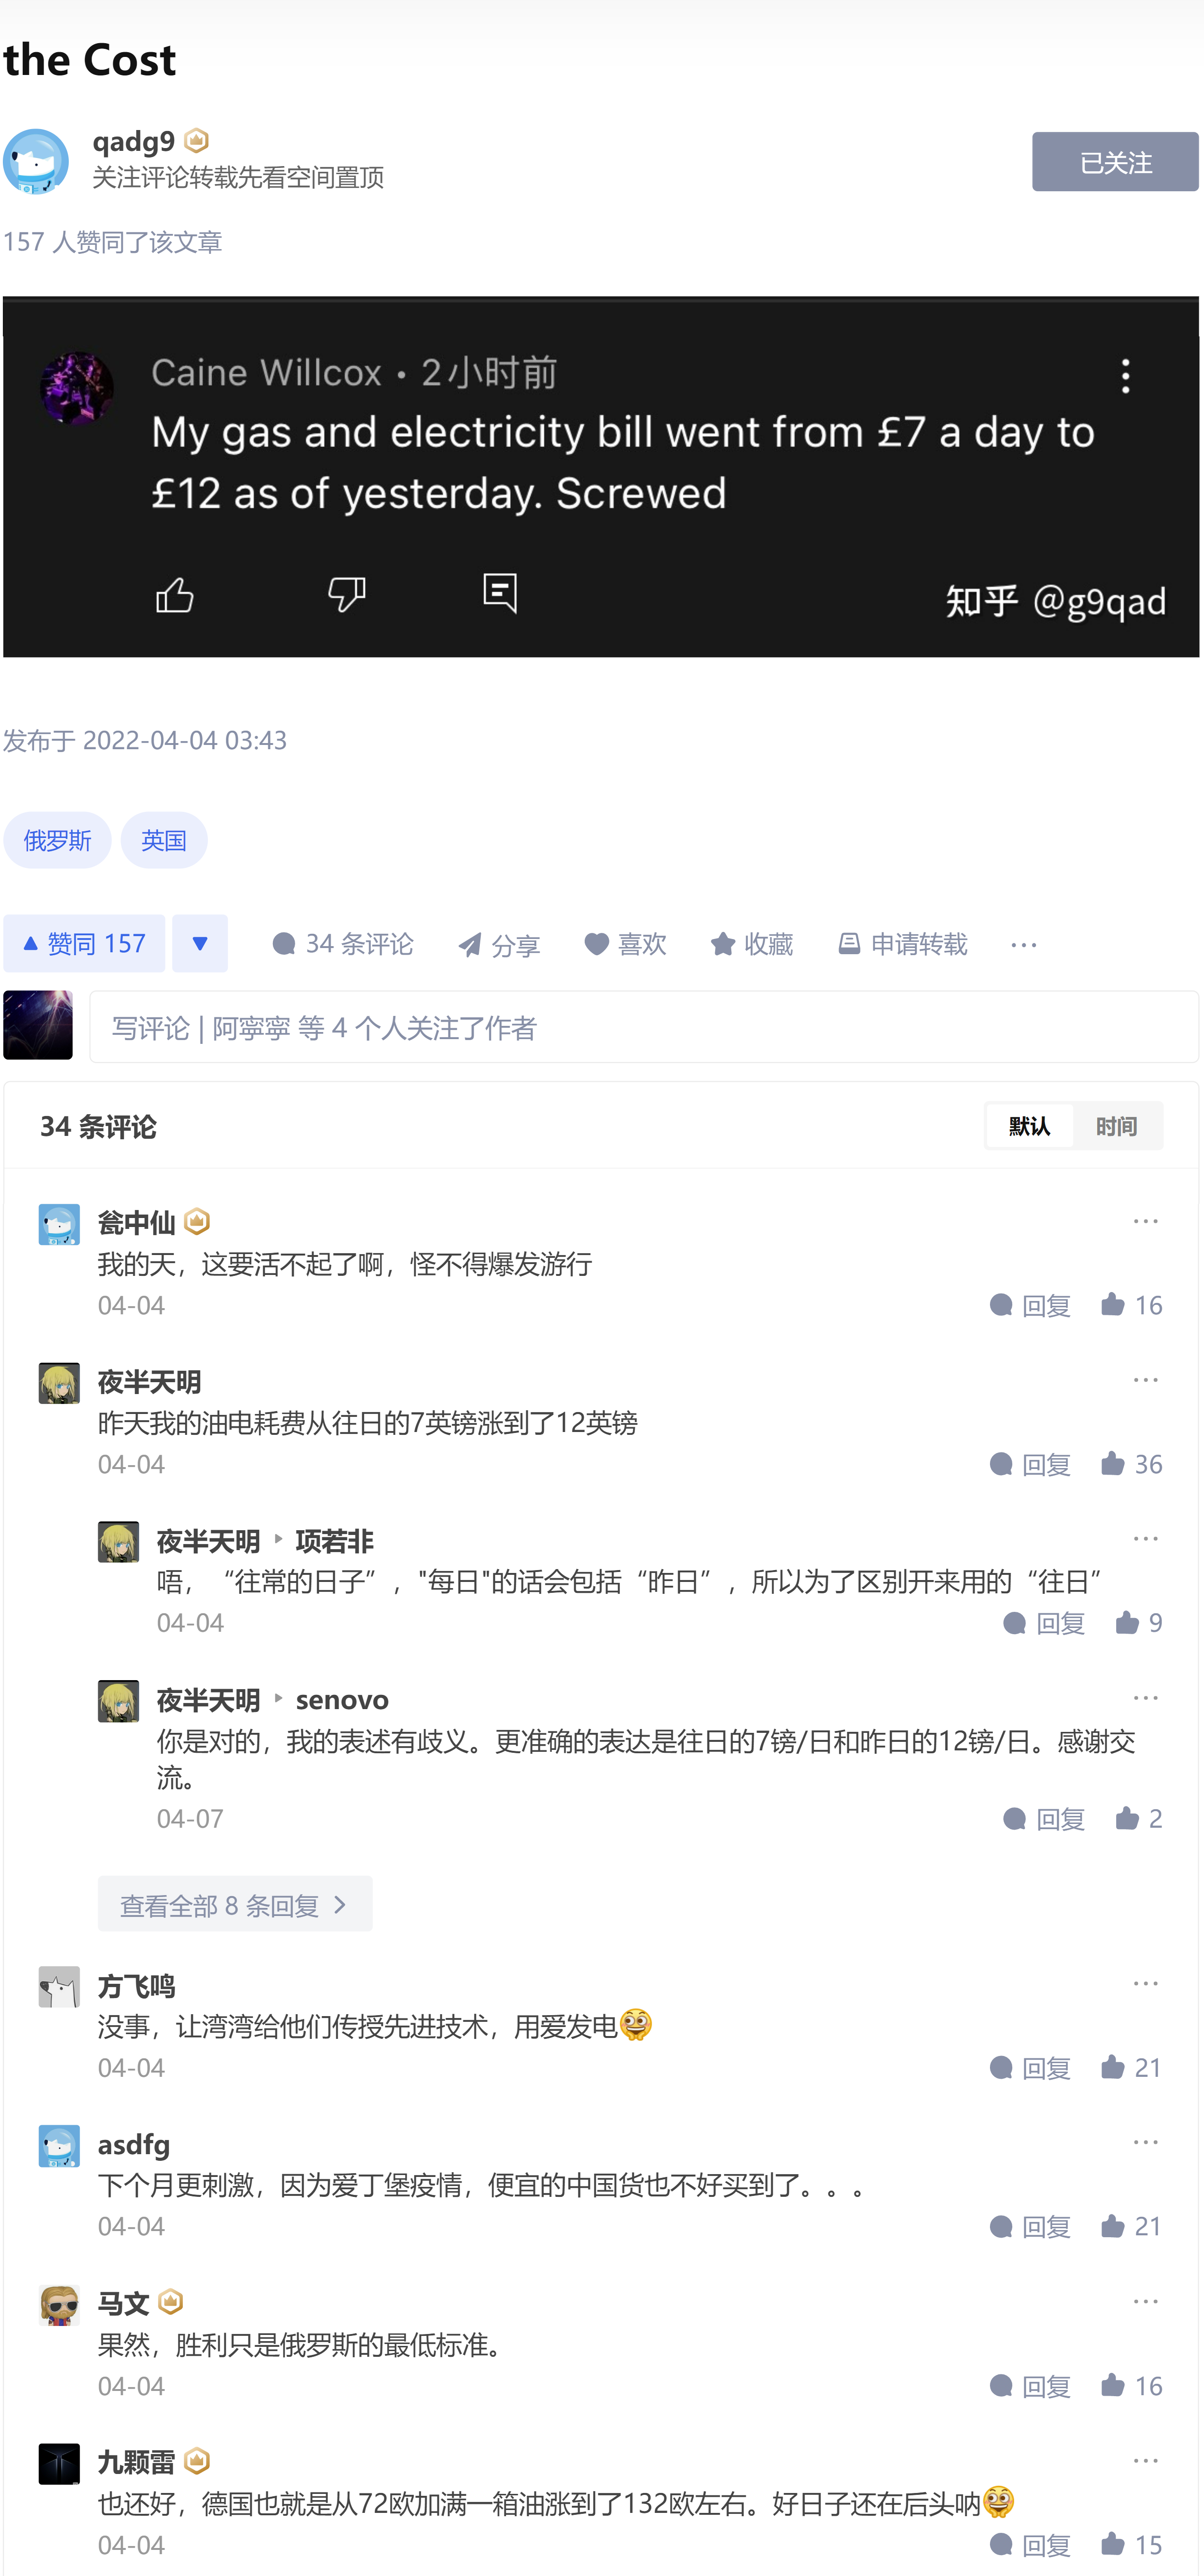 the Cost
qadg9
关注评论转载先看空间置顶
已关注
157 人赞同了该文章
Caine Willcox • 2小时前
My gas and electricity bill went from £7 a day to
£12 as of yesterday. Screwed
知乎 @g9qad
发布于 2022-04-04 03:43
俄罗斯 英国
赞同 157 34 条评论 分享 喜欢 收藏 申请转载 ···
写评论 | 阿寧寧 等 4 个人关注了作者
34 条评论 默认 时间
瓮中仙
我的天，这要活不起了啊，怪不得爆发游行
04-04 回复 16
夜半天明
昨天我的油电耗费从往日的7英镑涨到了12英镑
04-04 回复 36
夜半天明 ▸ 项若非
唔，“往常的日子”，"每日"的话会包括“昨日”，所以为了区别开来用的“往日”
04-04 回复 9
夜半天明 ▸ senovo
你是对的，我的表述有歧义。更准确的表达是往日的7镑/日和昨日的12镑/日。感谢交
流。
04-07 回复 2
查看全部 8 条回复
方飞鸣
没事，让湾湾给他们传授先进技术，用爱发电
04-04 回复 21
asdfg
下个月更刺激，因为爱丁堡疫情，便宜的中国货也不好买到了。。。
04-04 回复 21
马文
果然，胜利只是俄罗斯的最低标准。
04-04 回复 16
九颗雷
也还好，德国也就是从72欧加满一箱油涨到了132欧左右。好日子还在后头呐
04-04 回复 15